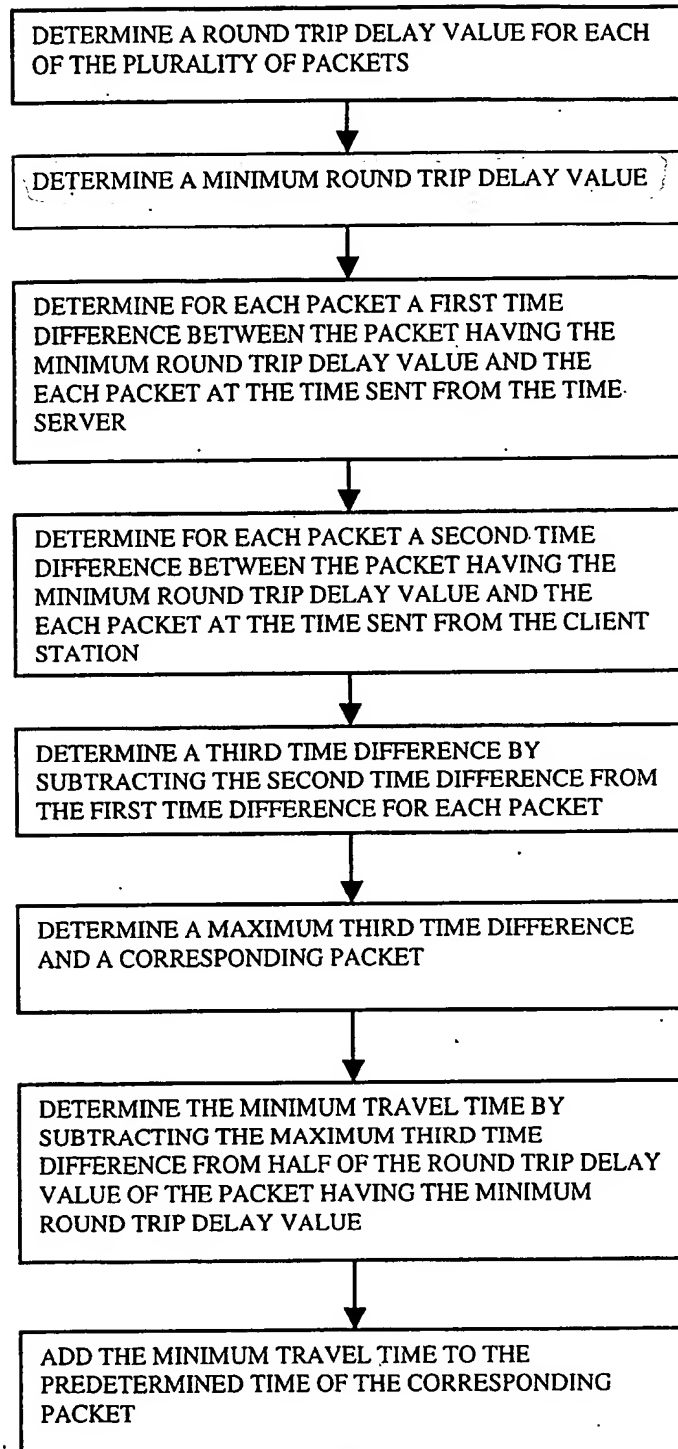 DETERMINE A ROUND TRIP DELAY VALUE FOR EACH
OF THE PLURALITY OF PACKETS
DETERMINE A MINIMUM ROUND TRIP DELAY VALUE
DETERMINE FOR EACH PACKET A FIRST TIME
DIFFERENCE BETWEEN THE PACKET HAVING THE
MINIMUM ROUND TRIP DELAY VALUE AND THE
EACH PACKET AT THE TIME SENT FROM THE TIME
SERVER
DETERMINE FOR EACH PACKET A SECOND TIME
DIFFERENCE BETWEEN THE PACKET HAVING THE
MINIMUM ROUND TRIP DELAY VALUE AND THE
EACH PACKET AT THE TIME SENT FROM THE CLIENT
STATION
DETERMINE A THIRD TIME DIFFERENCE BY
SUBTRACTING THE SECOND TIME DIFFERENCE FROM
THE FIRST TIME DIFFERENCE FOR EACH PACKET
DETERMINE A MAXIMUM THIRD TIME DIFFERENCE
AND A CORRESPONDING PACKET
DETERMINE THE MINIMUM TRAVEL TIME BY
SUBTRACTING THE MAXIMUM THIRD TIME
DIFFERENCE FROM HALF OF THE ROUND TRIP DELAY
VALUE OF THE PACKET HAVING THE MINIMUM
ROUND TRIP DELAY VALUE
ADD THE MINIMUM TRAVEL TIME TO THE
PREDETERMINED TIME OF THE CORRESPONDING
PACKET